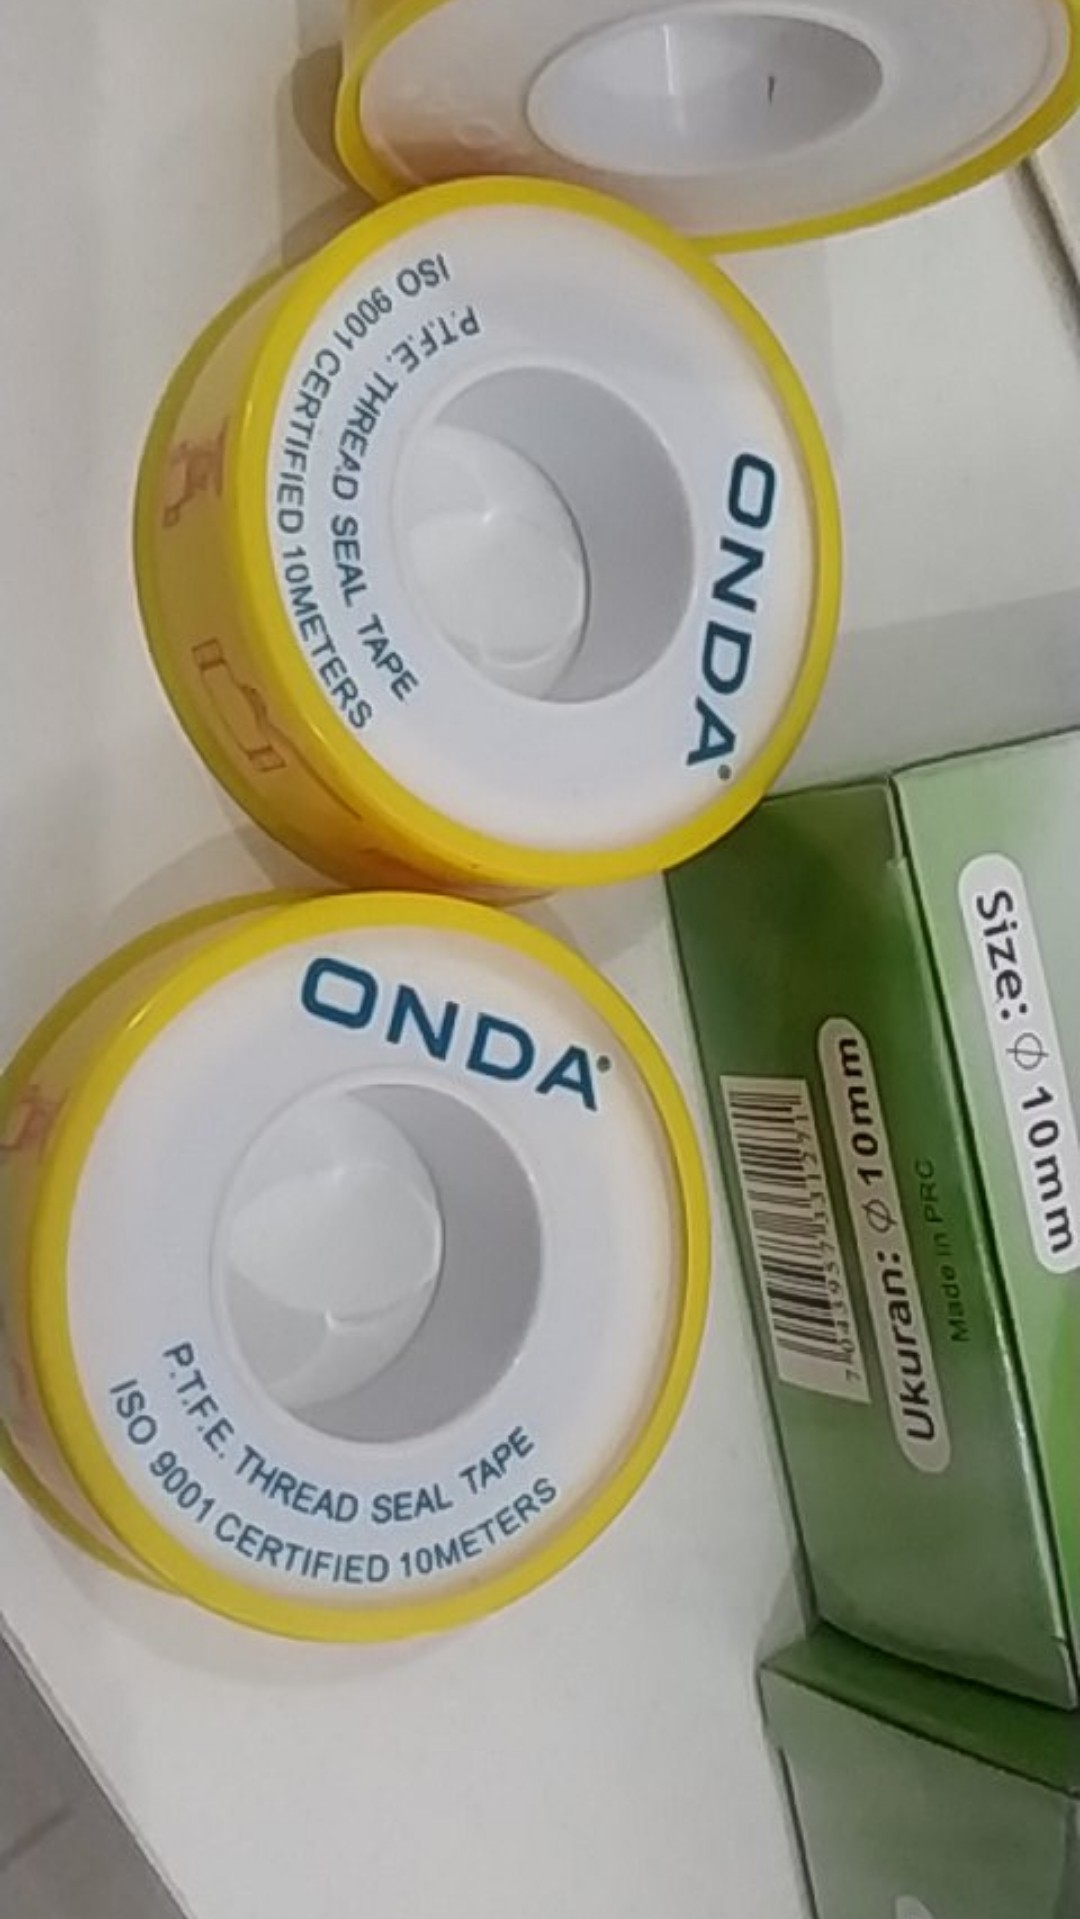 ONDA
P.T.F.E. THREAD SEAL TAPE
ISO 9001 CERTIFIED 10METERS
ONDA
P.T.F.E. THREAD SEAL TAPE
ISO 9001 CERTIFIED 10METERS
Size: ϕ 10mm
Ukuran: ϕ 10mm
Made in PRC